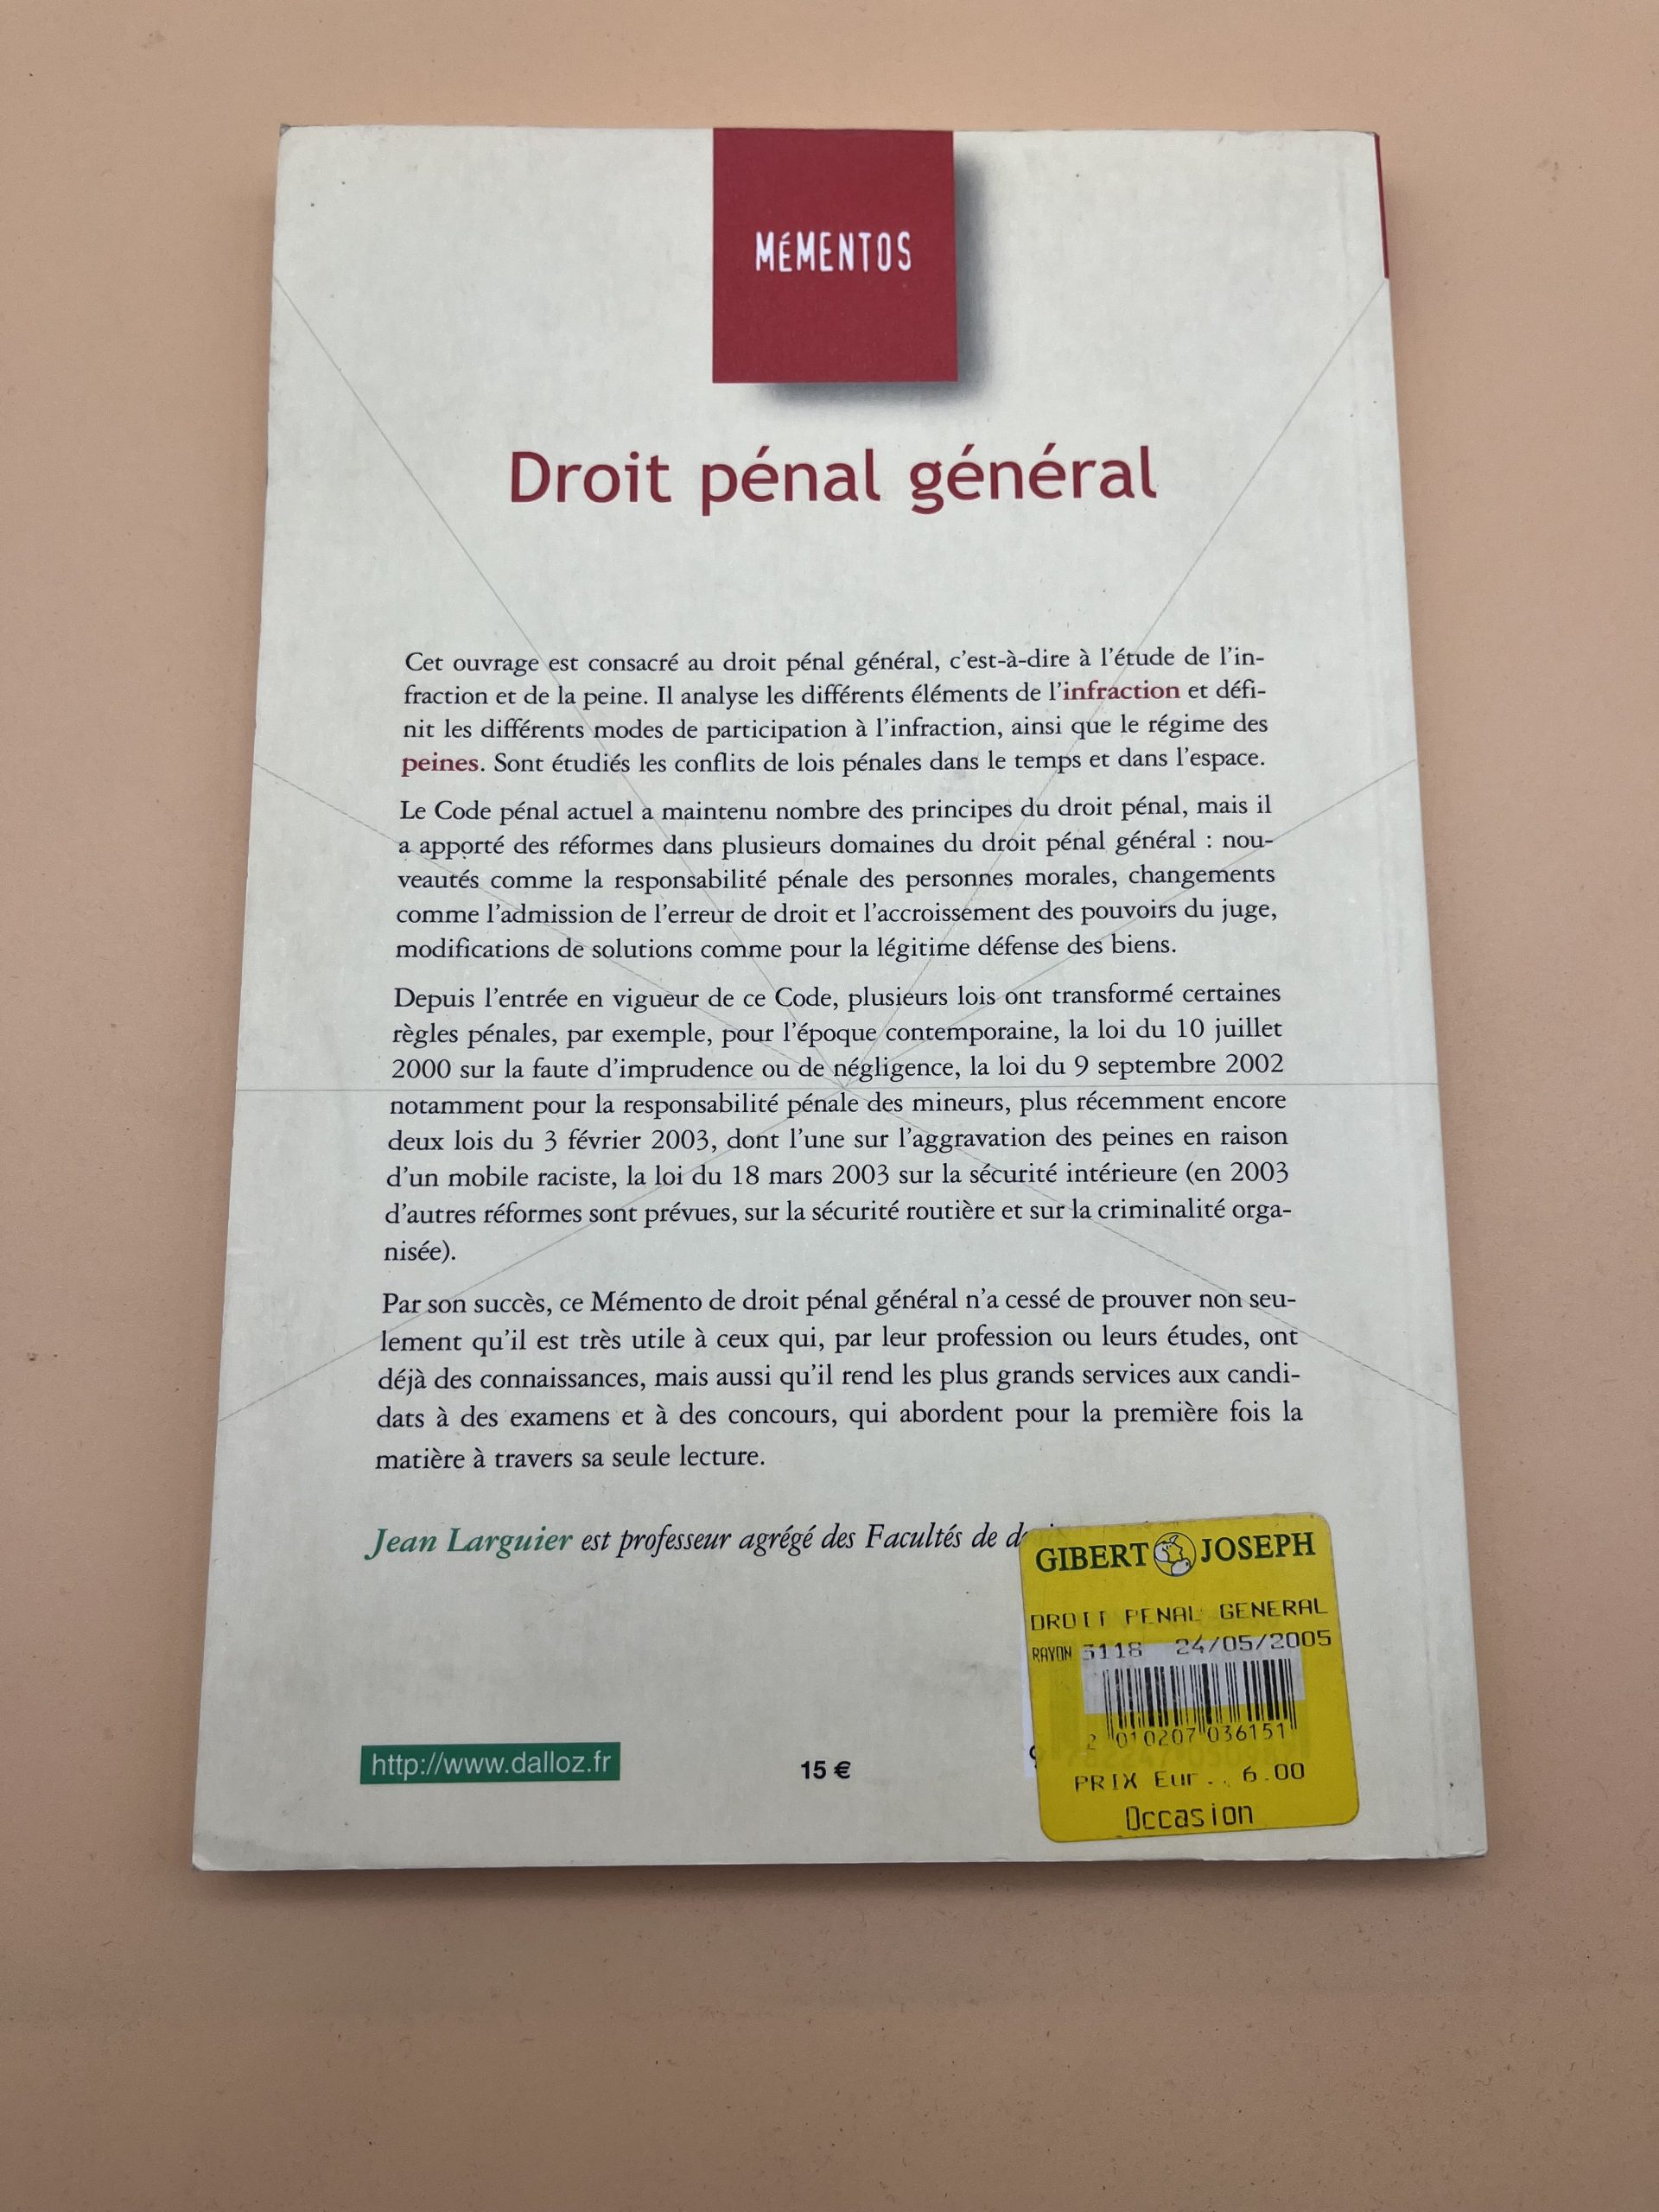 MÉMENTOS
Droit pénal général
Cet ouvrage est consacré au droit pénal général, c'est-à-dire à l'étude de l'in-
fraction et de la peine. Il analyse les différents éléments de l'infraction et défi-
nit les différents modes de participation à l'infraction, ainsi que le régime des
peines. Sont étudiés les conflits de lois pénales dans le temps et dans l'espace.
Le Code pénal actuel a maintenu nombre des principes du droit pénal, mais il
a apporté des réformes dans plusieurs domaines du droit pénal général : nou-
veautés comme la responsabilité pénale des personnes morales, changements
comme l'admission de l'erreur de droit et l'accroissement des pouvoirs du juge,
modifications de solutions comme pour la légitime défense des biens.
Depuis l'entrée en vigueur de ce Code, plusieurs lois ont transformé certaines
règles pénales, par exemple, pour l'époque contemporaine, la loi du 10 juillet
2000 sur la faute d'imprudence ou de négligence, la loi du 9 septembre 2002
notamment pour la responsabilité pénale des mineurs, plus récemment encore
deux lois du 3 février 2003, dont l'une sur l'aggravation des peines en raison
d'un mobile raciste, la loi du 18 mars 2003 sur la sécurité intérieure (en 2003
d'autres réformes sont prévues, sur la sécurité routière et sur la criminalité orga-
nisée).
Par son succès, ce Mémento de droit pénal général n'a cessé de prouver non seu-
lement qu'il est très utile à ceux qui, par leur profession ou leurs études, ont
déjà des connaissances, mais aussi qu'il rend les plus grands services aux candi-
dats à des examens et à des concours, qui abordent pour la première fois la
matière à travers sa seule lecture.
Jean Larguier est professeur agrégé des Facultés de
GIBERT JOSEPH
DROIT PENAL GENERAL
RAYON 3118 24/05/2005
2 010207 036151
PRIX Eur.. 6.00
Occasion
http://www.dalloz.fr
15 €